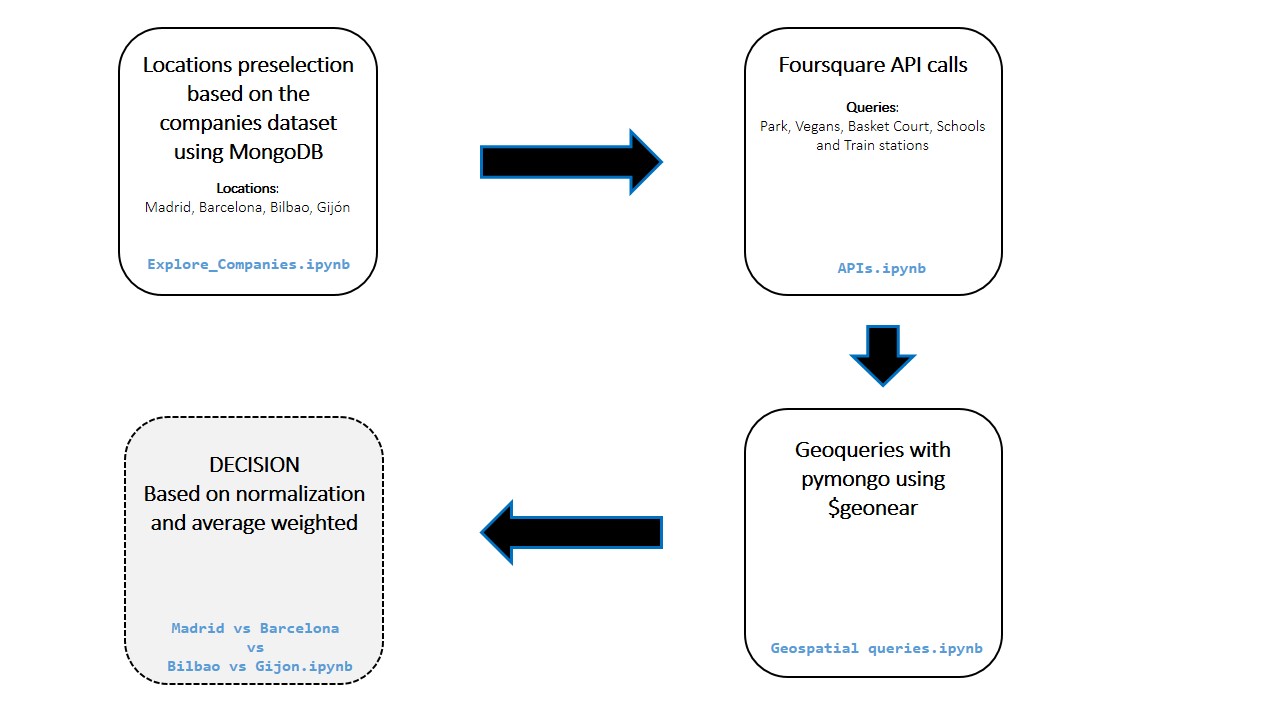 Locations preselection
based on the
companies dataset
using MongoDB
Locations:
Madrid, Barcelona, Bilbao, Gijón
Explore_Companies.ipynb
Foursquare API calls
Queries:
Park, Vegans, Basket Court, Schools
and Train stations
APIs.ipynb
Geoqueries with
pymongo using
$geonear
Geospatial queries.ipynb
DECISION
Based on normalization
and average weighted
Madrid vs Barcelona
vs
Bilbao vs Gijon.ipynb